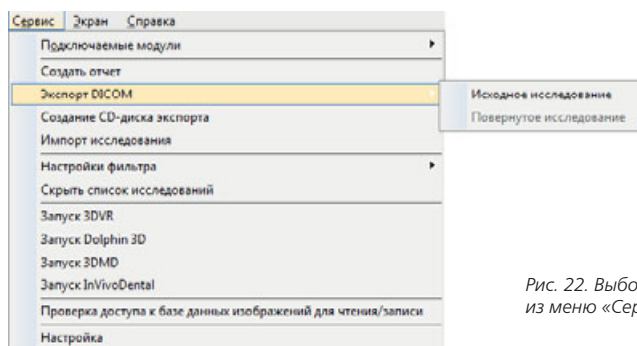 Сервис Экран Справка
Подключаемые модули
Создать отчет
Экспорт DICOM
Исходное исследование
Повернутое исследование
Создание CD-диска экспорта
Импорт исследования
Настройки фильтра
Скрыть список исследований
Запуск 3DVR
Запуск Dolphin 3D
Запуск 3DMD
Запуск InVivoDental
Проверка доступа к базе данных изображений для чтения/записи
Настройка
Рис. 22. Выбо
из меню «Сер